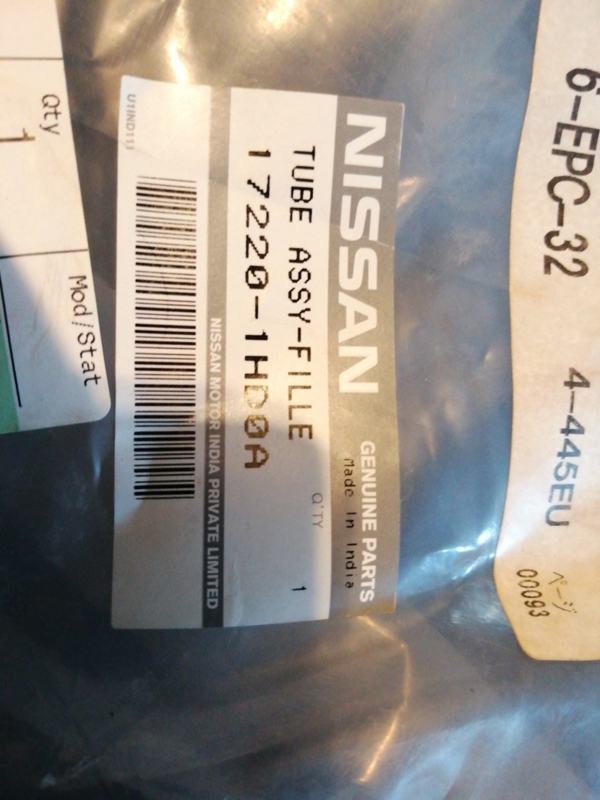 NISSAN
GENUINE PARTS
Made In India
TUBE ASSY-FILLE
17220-1HD0A
Q'TY
1
NISSAN MOTOR INDIA PRIVATE LIMITED
U1IND111
6-EPC-32
4-445EU
ページ
00093
Qty
1
Mod/Stat